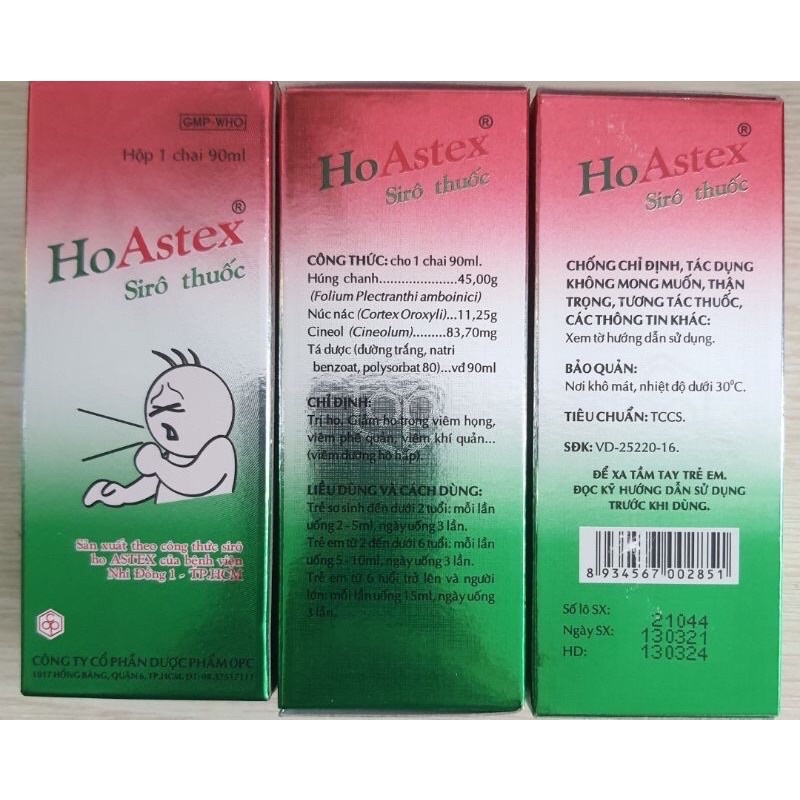 GMP-WHO
Hộp 1 chai 90ml
HoAstex®
Sirô thuốc
Sản xuất theo công thức sirô
ho ASTEX của bệnh viện
Nhi Đồng 1 - TP.HCM
CÔNG TY CỔ PHẦN DƯỢC PHẨM OPC
1017 HỒNG BÀNG, QUẬN 6, TP.HCM, ĐT: 08.37517111
HoAstex®
Sirô thuốc
CÔNG THỨC: cho 1 chai 90ml.
Húng chanh....................45,00g
(Folium Plectranthi amboinici)
Núc nác (Cortex Oroxyli)...11,25g
Cineol (Cineolum)..........83,70mg
Tá dược (đường trắng, natri
benzoat, polysorbat 80)...vđ 90ml
CHỈ ĐỊNH:
Trị ho. Giảm ho trong viêm họng,
viêm phế quản, viêm khí quản...
(viêm đường hô hấp).
LIỀU DÙNG VÀ CÁCH DÙNG:
Trẻ sơ sinh đến dưới 2 tuổi: mỗi lần
uống 2 - 5ml, ngày uống 3 lần.
Trẻ em từ 2 đến dưới 6 tuổi: mỗi lần
uống 5 - 10ml, ngày uống 3 lần.
Trẻ em từ 6 tuổi trở lên và người
lớn: mỗi lần uống 15ml, ngày uống
3 lần.
HoAstex®
Sirô thuốc
CHỐNG CHỈ ĐỊNH, TÁC DỤNG
KHÔNG MONG MUỐN, THẬN
TRỌNG, TƯƠNG TÁC THUỐC,
CÁC THÔNG TIN KHÁC:
Xem tờ hướng dẫn sử dụng.
BẢO QUẢN:
Nơi khô mát, nhiệt độ dưới 30°C.
TIÊU CHUẨN: TCCS.
SĐK: VD-25220-16.
ĐỂ XA TẦM TAY TRẺ EM.
ĐỌC KỸ HƯỚNG DẪN SỬ DỤNG
TRƯỚC KHI DÙNG.
8 934567 002851
Số lô SX: 21044
Ngày SX: 130321
HD: 130324